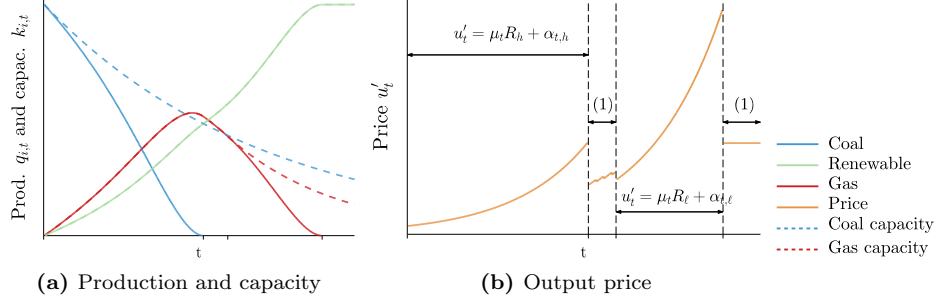 Prod. q_{i,t} and capac. k_{i,t}
t
(a) Production and capacity
Price u'_t
u'_t = μ_t R_h + α_{t,h}
(1)
(1)
u'_t = μ_t R_ℓ + α_{t,ℓ}
t
(b) Output price
Coal
Renewable
Gas
Price
Coal capacity
Gas capacity